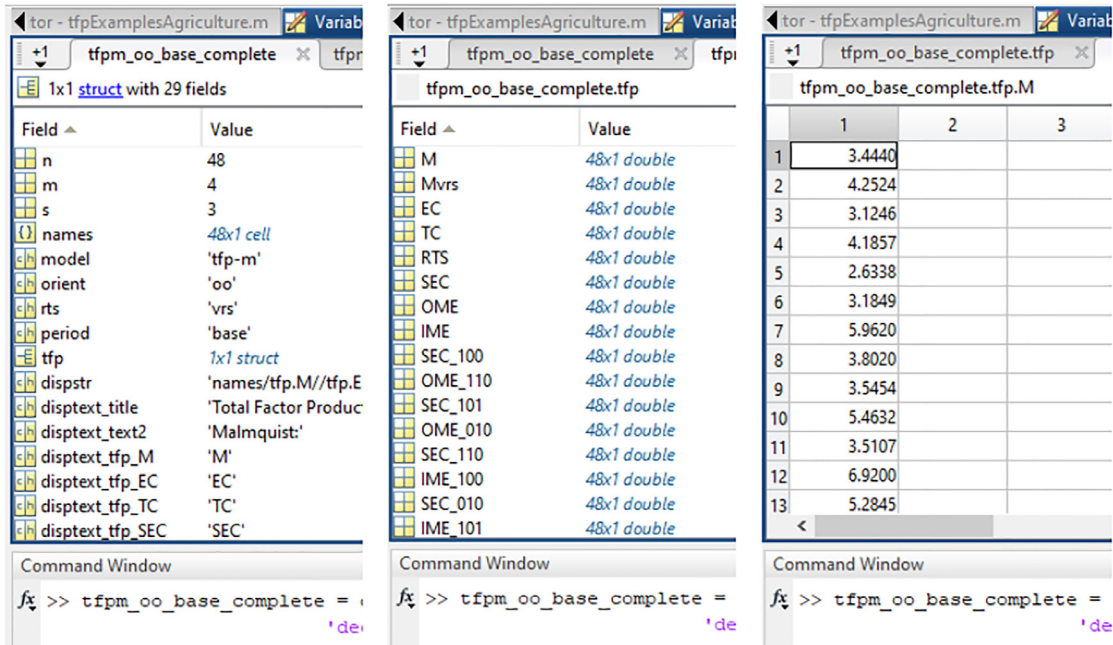 tor - tfpExamplesAgriculture.m Variab
+1 tfpm_oo_base_complete tfpr
1x1 struct with 29 fields
Field Value
n 48
m 4
s 3
names 48x1 cell
model 'tfp-m'
orient 'oo'
rts 'vrs'
period 'base'
tfp 1x1 struct
dispstr 'names/tfp.M//tfp.E
disptext_title 'Total Factor Produc
disptext_text2 'Malmquist:'
disptext_tfp_M 'M'
disptext_tfp_EC 'EC'
disptext_tfp_TC 'TC'
disptext_tfp_SEC 'SEC'
Command Window
fx >> tfpm_oo_base_complete =
'de
tor - tfpExamplesAgriculture.m Variab
+1 tfpm_oo_base_complete tfp
tfpm_oo_base_complete.tfp
Field Value
M 48x1 double
Mvrs 48x1 double
EC 48x1 double
TC 48x1 double
RTS 48x1 double
SEC 48x1 double
OME 48x1 double
IME 48x1 double
SEC_100 48x1 double
OME_110 48x1 double
SEC_101 48x1 double
OME_010 48x1 double
SEC_110 48x1 double
IME_100 48x1 double
SEC_010 48x1 double
IME_101 48x1 double
Command Window
fx >> tfpm_oo_base_complete =
'de
tor - tfpExamplesAgriculture.m Variab
+1 tfpm_oo_base_complete.tfp
tfpm_oo_base_complete.tfp.M
1 2 3
1 3.4440
2 4.2524
3 3.1246
4 4.1857
5 2.6338
6 3.1849
7 5.9620
8 3.8020
9 3.5454
10 5.4632
11 3.5107
12 6.9200
13 5.2845
Command Window
fx >> tfpm_oo_base_complete =
'de